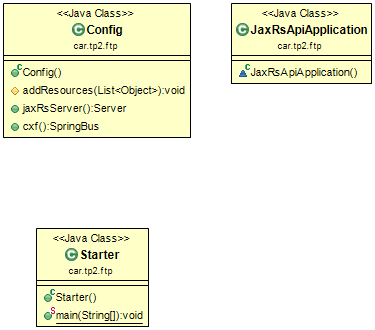 <<Java Class>>
Config
car.tp2.ftp
Config()
addResources(List<Object>):void
jaxRsServer():Server
cxf():SpringBus
<<Java Class>>
JaxRsApiApplication
car.tp2.ftp
JaxRsApiApplication()
<<Java Class>>
Starter
car.tp2.ftp
Starter()
main(String[]):void